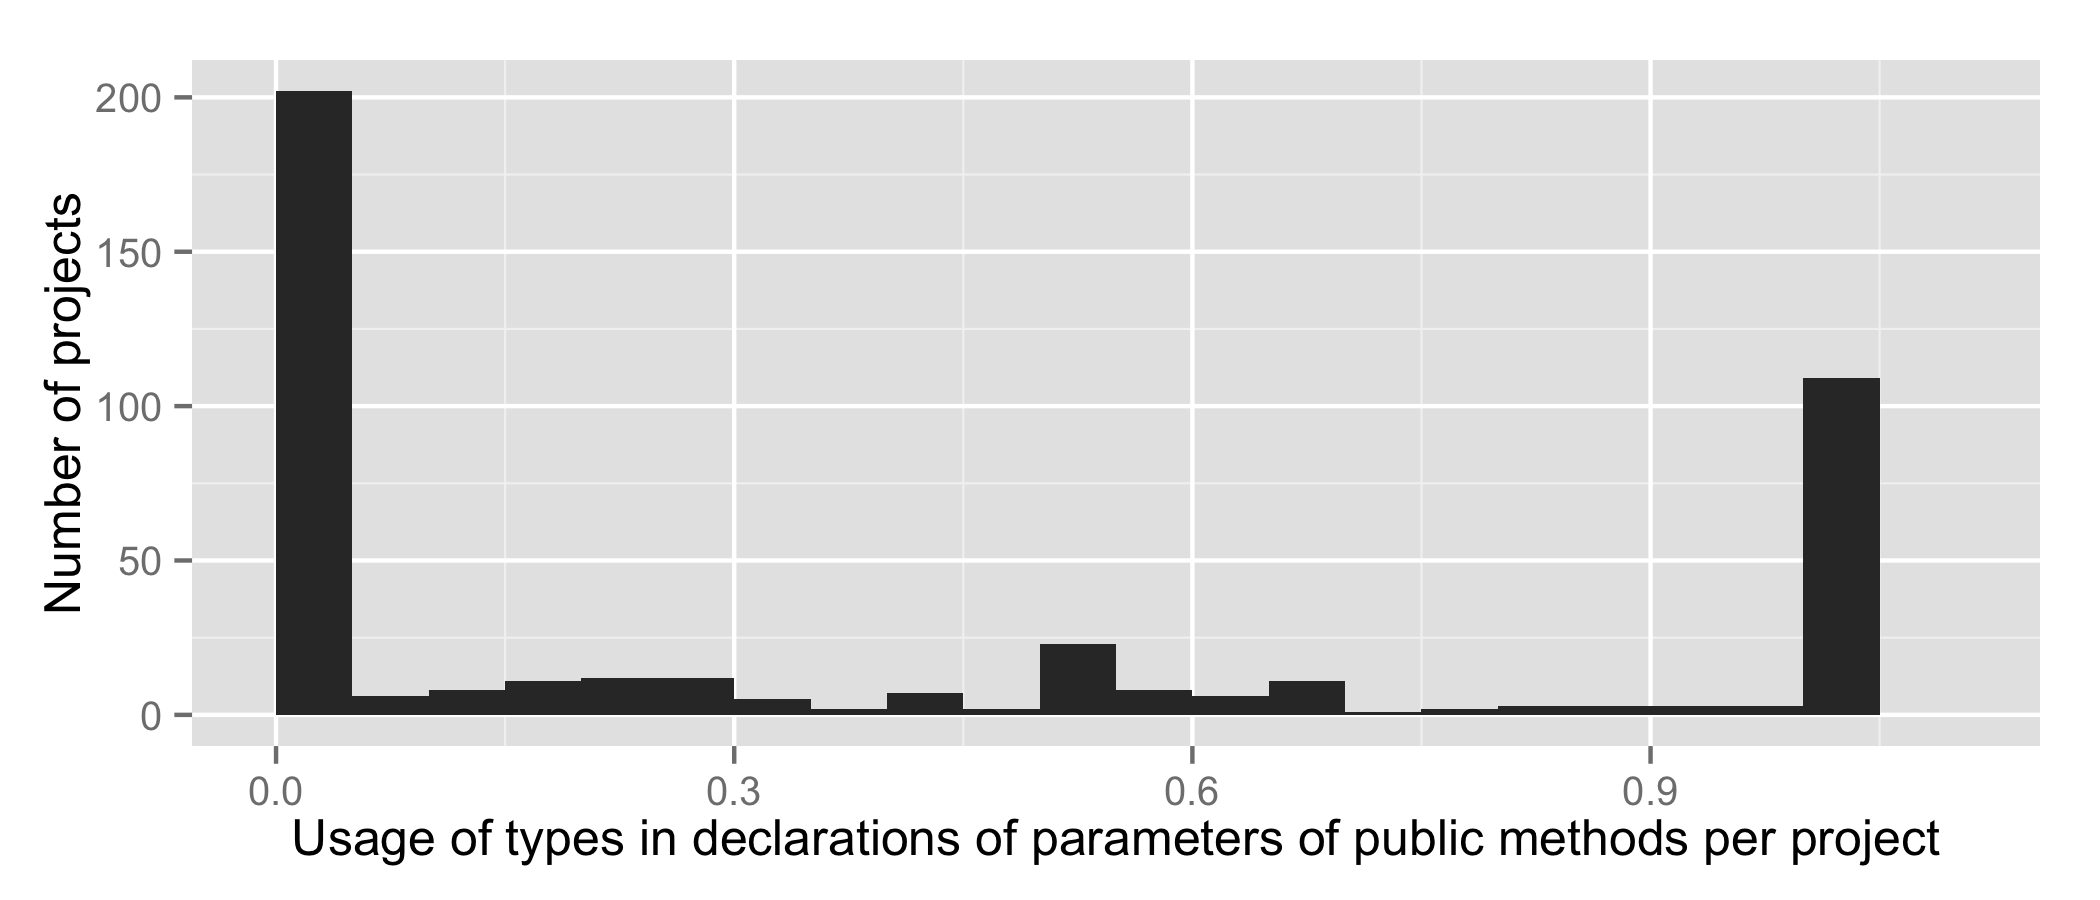 Number of projects
200
150
100
50
0
0.0 0.3 0.6 0.9
Usage of types in declarations of parameters of public methods per project